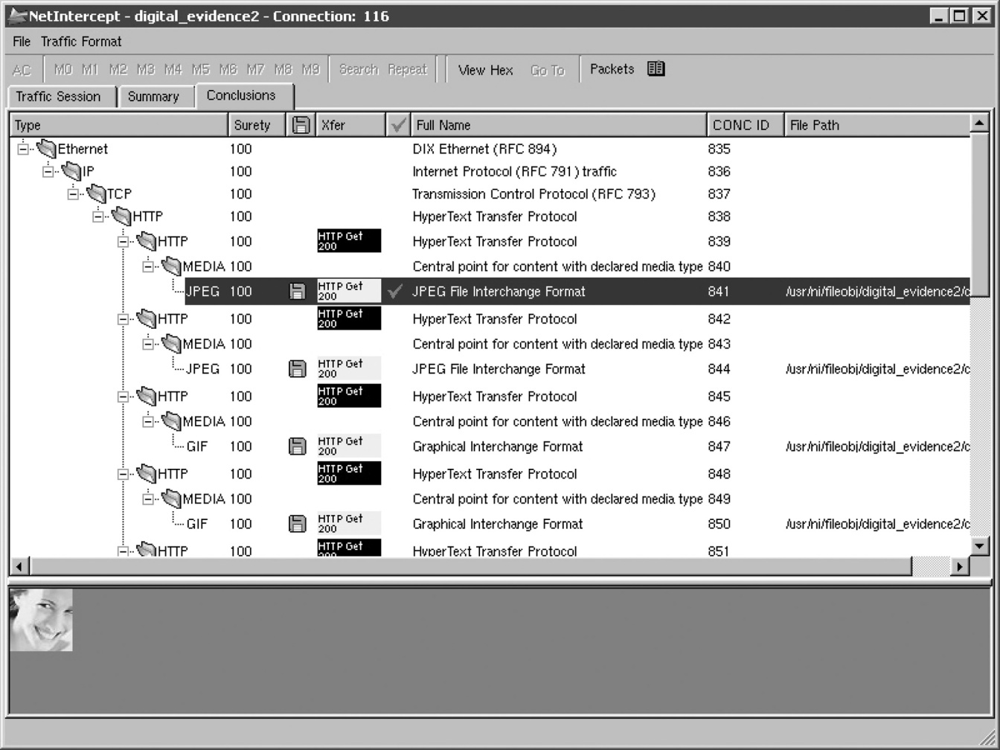 NetIntercept - digital_evidence2 - Connection: 116
File Traffic Format
AC M0 M1 M2 M3 M4 M5 M6 M7 M8 M9 Search Repeat View Hex Go To Packets
Traffic Session Summary Conclusions
Type Surety Xfer Full Name CONC ID File Path
Ethernet 100 DIX Ethernet (RFC 894) 835
IP 100 Internet Protocol (RFC 791) traffic 836
TCP 100 Transmission Control Protocol (RFC 793) 837
HTTP 100 HyperText Transfer Protocol 838
HTTP 100 HTTP Get 200 HyperText Transfer Protocol 839
MEDIA 100 Central point for content with declared media type 840
JPEG 100 HTTP Get 200 JPEG File Interchange Format 841 /usr/ni/fileobj/digital_evidence2/c
HTTP 100 HTTP Get 200 HyperText Transfer Protocol 842
MEDIA 100 Central point for content with declared media type 843
JPEG 100 HTTP Get 200 JPEG File Interchange Format 844 /usr/ni/fileobj/digital_evidence2/c
HTTP 100 HTTP Get 200 HyperText Transfer Protocol 845
MEDIA 100 Central point for content with declared media type 846
GIF 100 HTTP Get 200 Graphical Interchange Format 847 /usr/ni/fileobj/digital_evidence2/c
HTTP 100 HTTP Get 200 HyperText Transfer Protocol 848
MEDIA 100 Central point for content with declared media type 849
GIF 100 HTTP Get 200 Graphical Interchange Format 850 /usr/ni/fileobj/digital_evidence2/c
HTTP 100 HTTP Get 200 HyperText Transfer Protocol 851